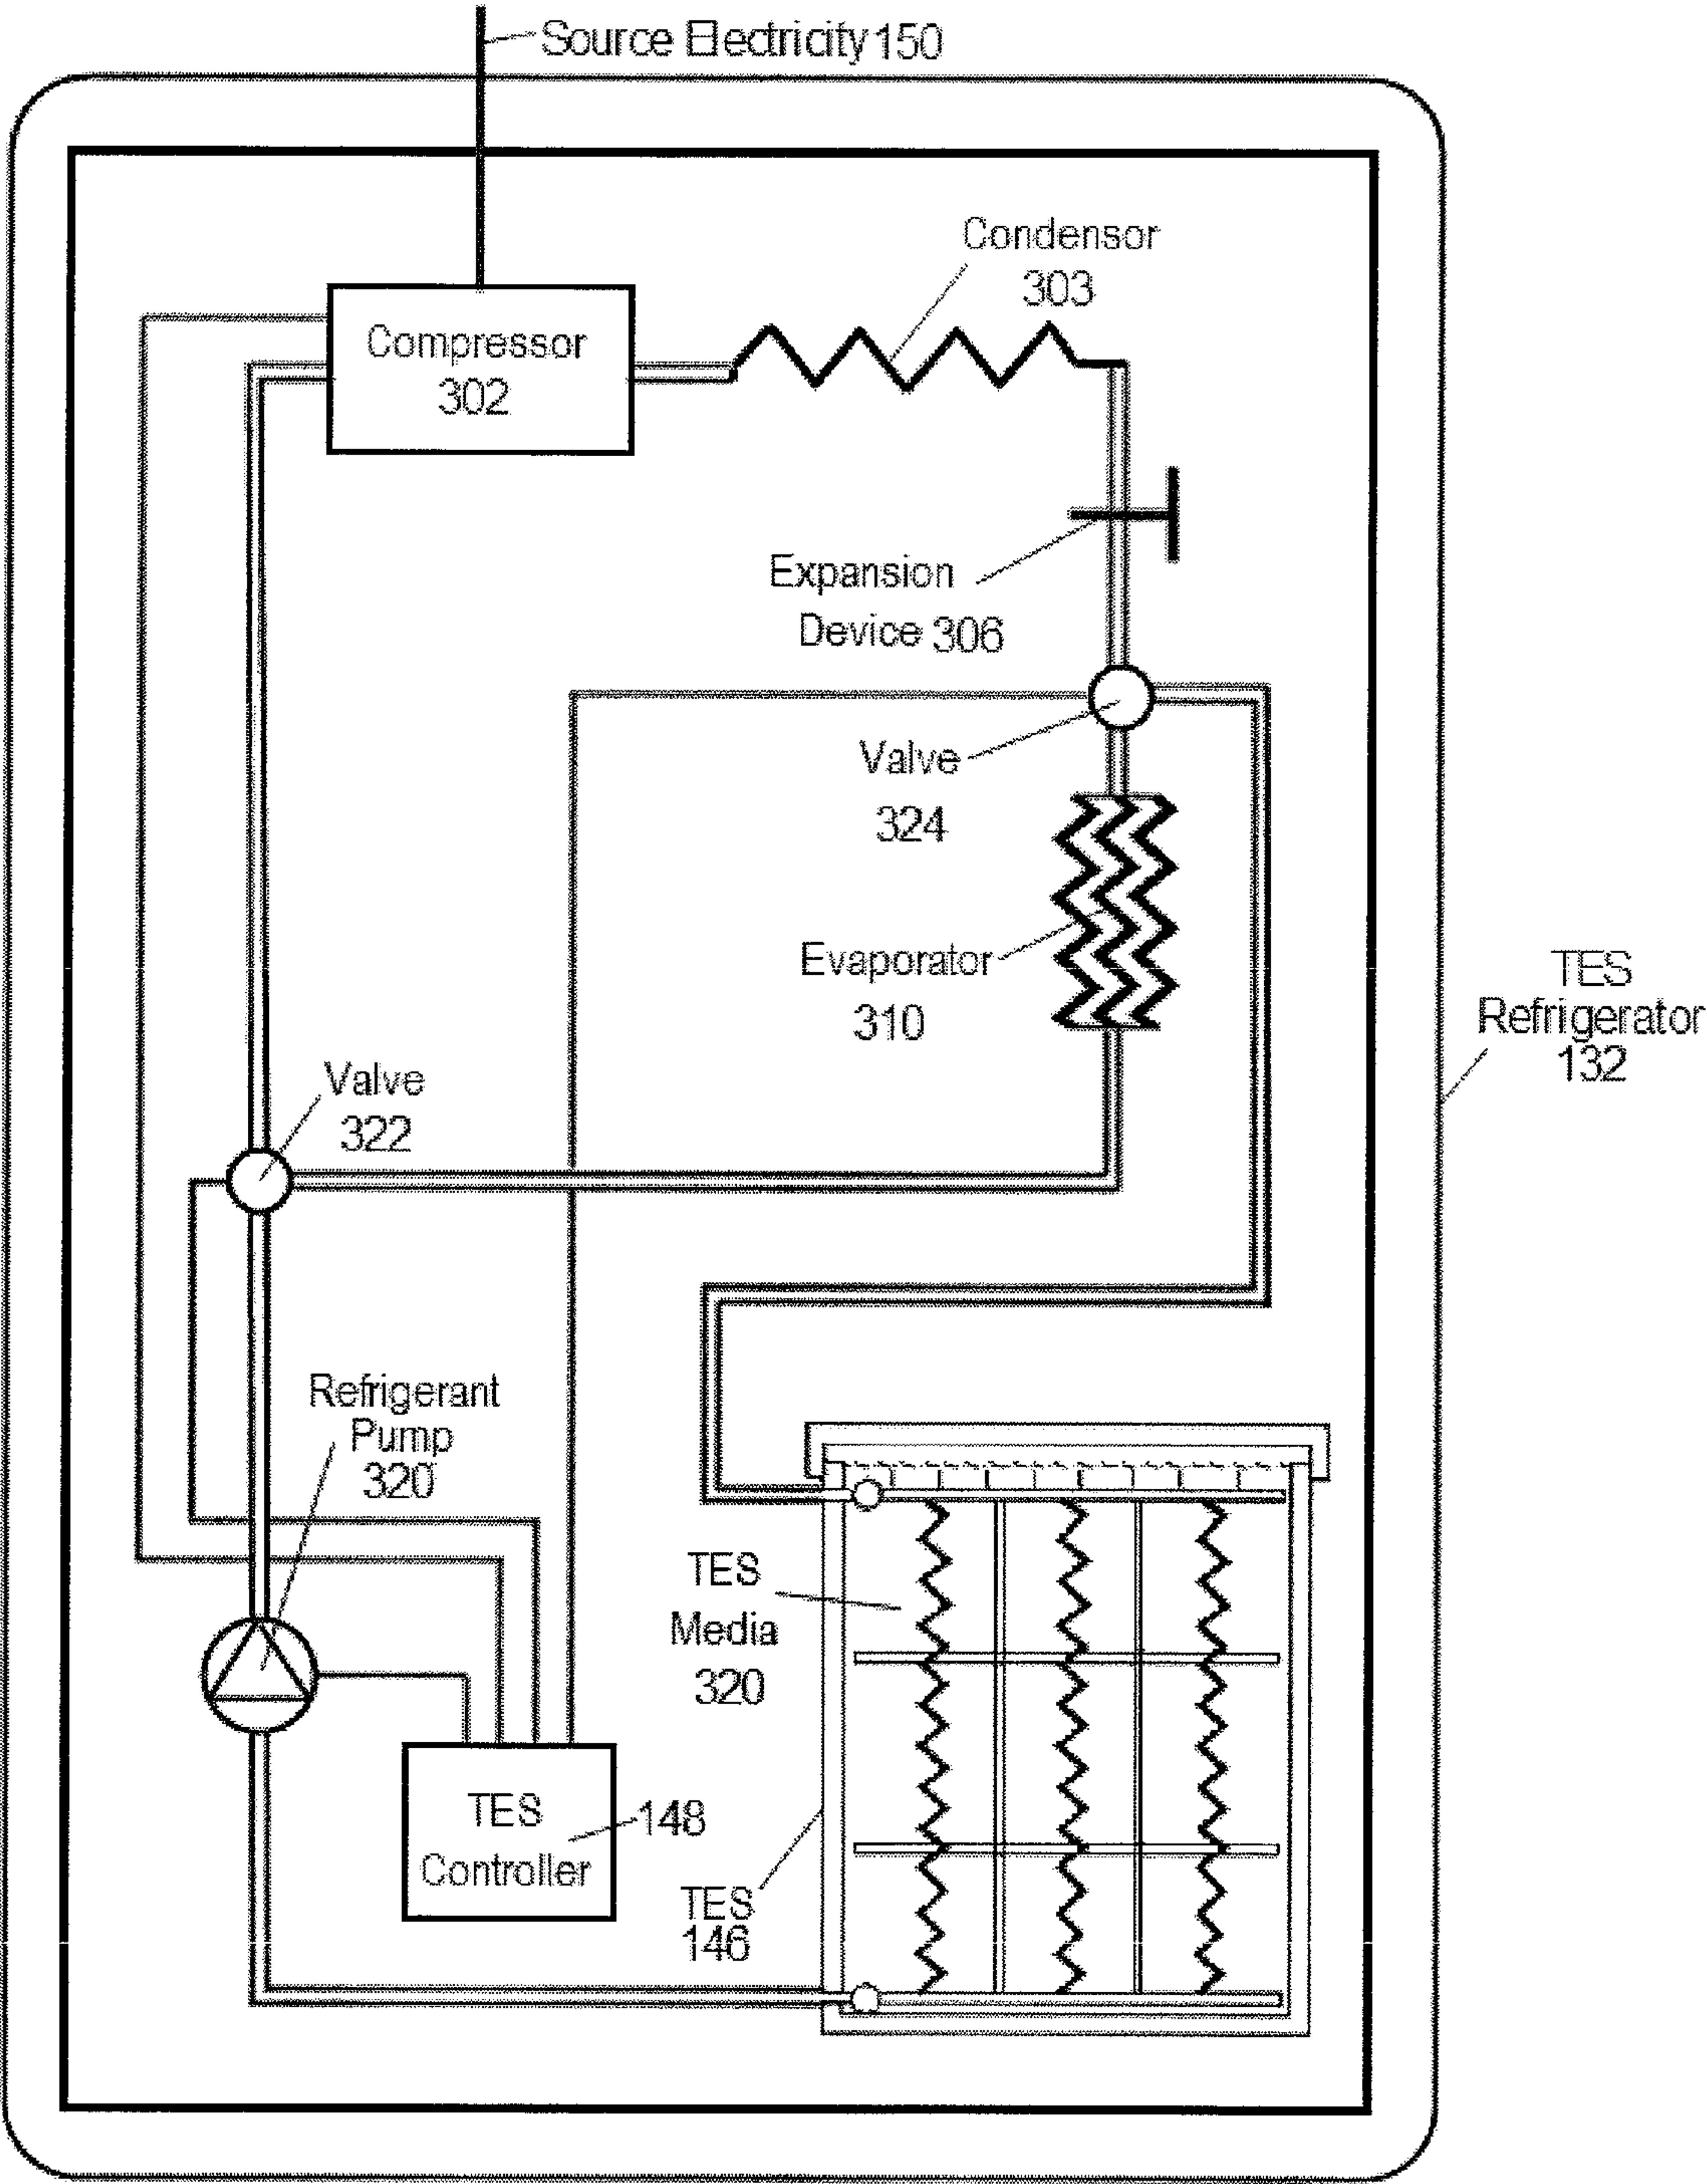 Source Electricity 150
Condensor
303
Compressor
302
Expansion
Device 306
Valve
324
Evaporator
310
TES
Refrigerator
132
Valve
322
Refrigerant
Pump
320
TES
Media
320
TES
Controller
148
TES
146